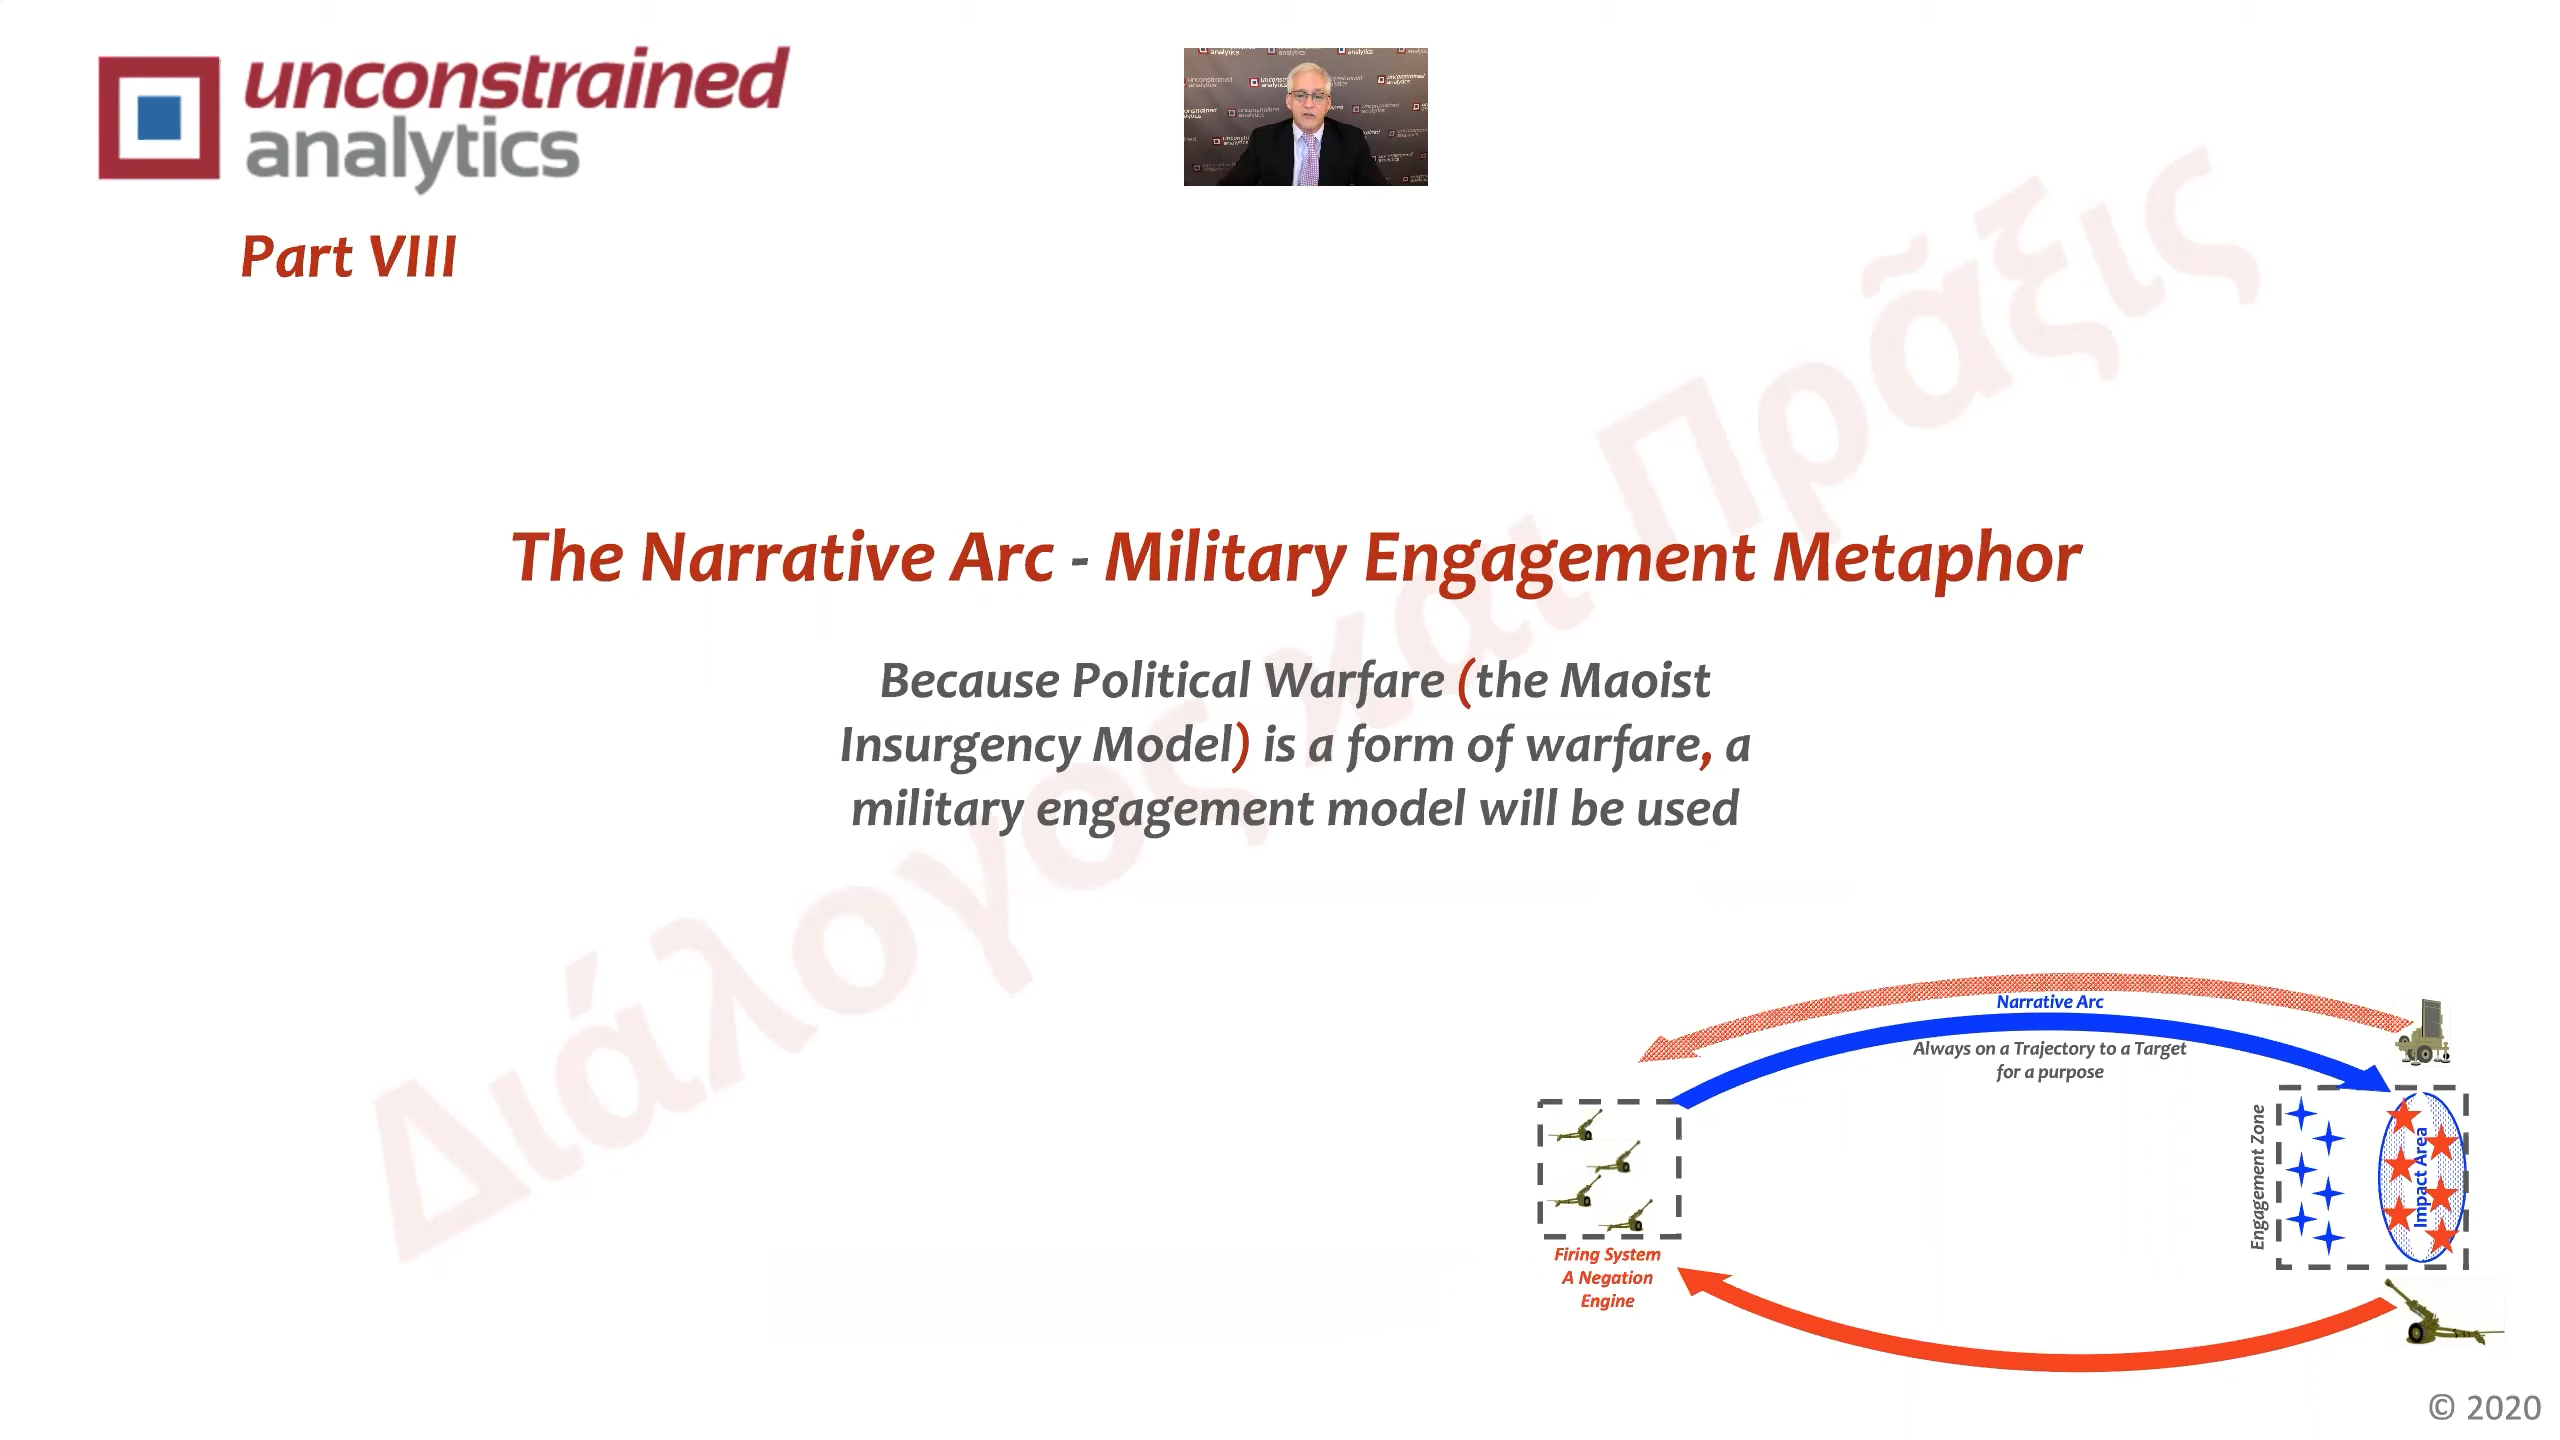 unconstrained
analytics
Part VIII
The Narrative Arc - Military Engagement Metaphor
Because Political Warfare (the Maoist
Insurgency Model) is a form of warfare, a
military engagement model will be used
Διάλογος και Πρᾶξις
Narrative Arc
Always on a Trajectory to a Target
for a purpose
Engagement Zone
Impact Area
Firing System
A Negation
Engine
© 2020